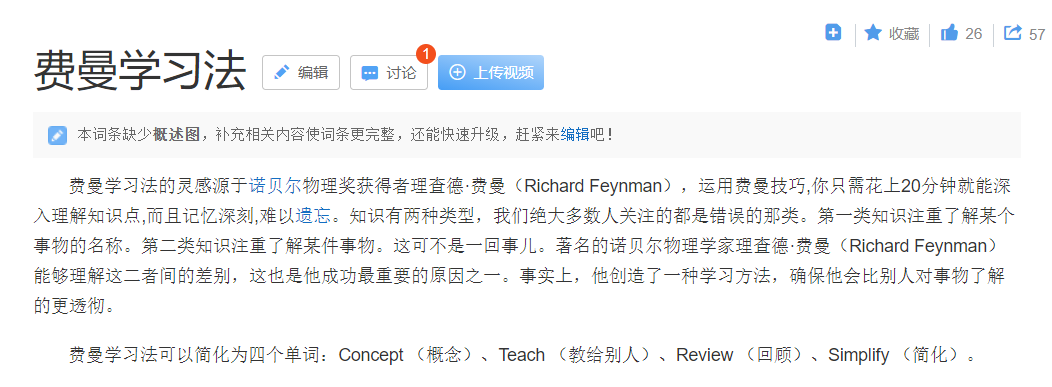 收藏 26 57
费曼学习法 编辑 讨论 1 上传视频
本词条缺少概述图，补充相关内容使词条更完整，还能快速升级，赶紧来编辑吧！
费曼学习法的灵感源于诺贝尔物理奖获得者理查德·费曼（Richard Feynman），运用费曼技巧,你只需花上20分钟就能深
入理解知识点,而且记忆深刻,难以遗忘。知识有两种类型，我们绝大多数人关注的都是错误的那类。第一类知识注重了解某个
事物的名称。第二类知识注重了解某件事物。这可不是一回事儿。著名的诺贝尔物理学家理查德·费曼（Richard Feynman）
能够理解这二者间的差别，这也是他成功最重要的原因之一。事实上，他创造了一种学习方法，确保他会比别人对事物了解
的更透彻。
费曼学习法可以简化为四个单词：Concept （概念）、Teach （教给别人）、Review （回顾）、Simplify （简化）。